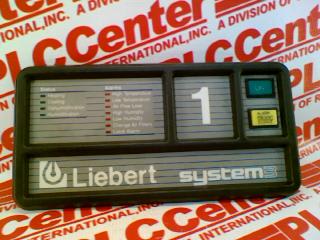 PLCCenter
A DIVISION OF
INTERNATIONAL, INC.
Status
Alarms
Heating
Cooling
Dehumidification
Humidification
High Temperature
Low Temperature
Air Flow Loss
High Humidity
Low Humidity
Change Air Filters
Local Alarm
1
ON
Liebert system3
PLCCenter